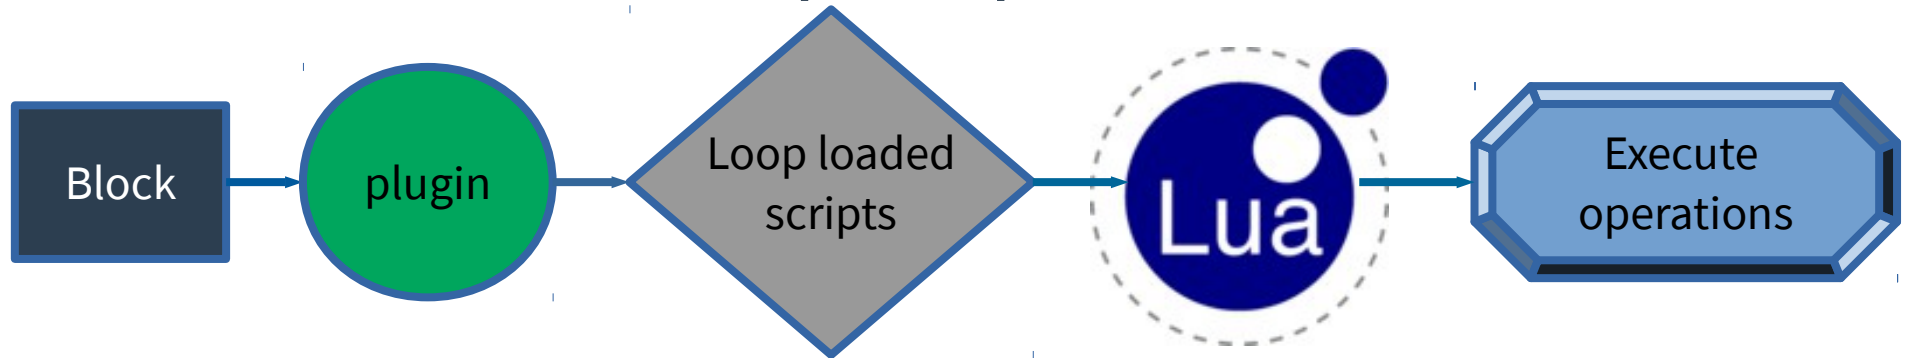 Block
plugin
Loop loaded
scripts
Lua
Execute
operations